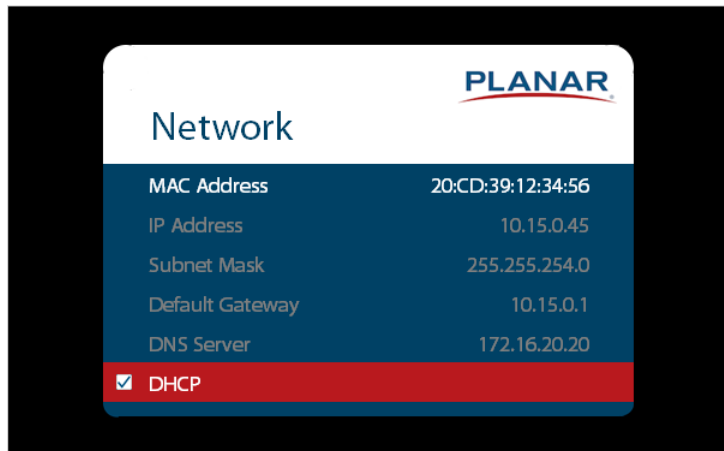 PLANAR
Network
MAC Address 20:CD:39:12:34:56
IP Address 10.15.0.45
Subnet Mask 255.255.254.0
Default Gateway 10.15.0.1
DNS Server 172.16.20.20
DHCP